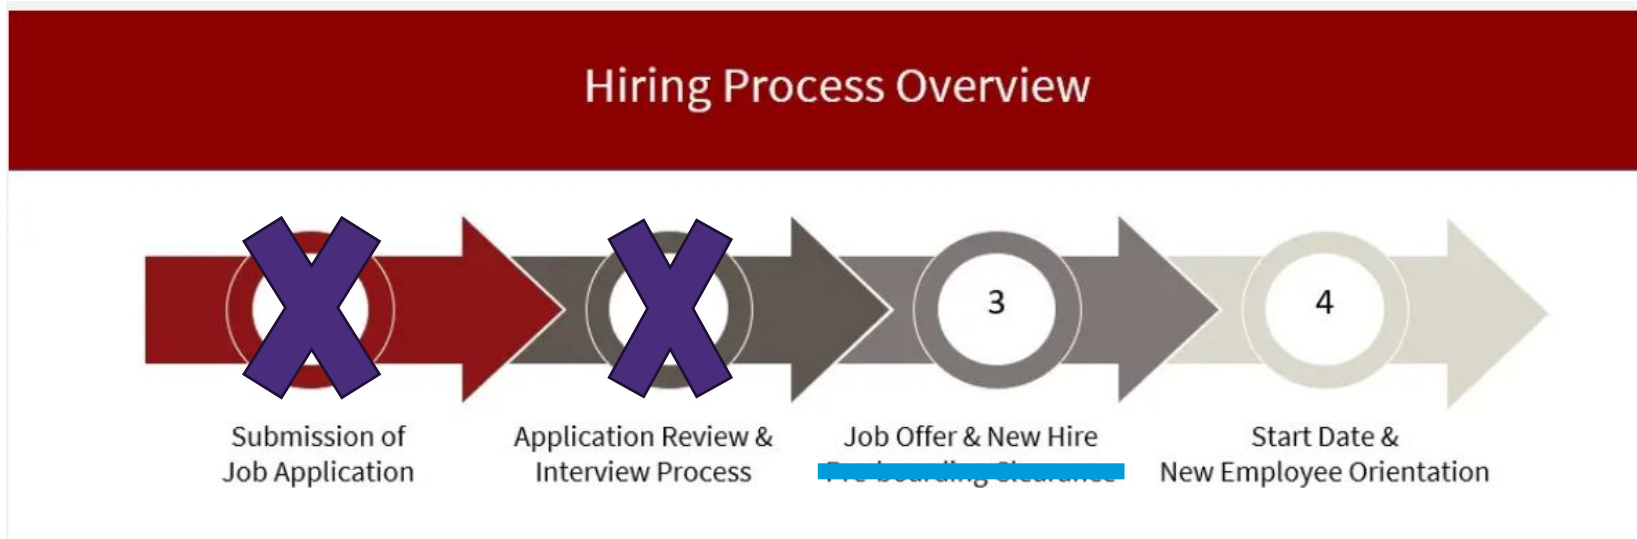 Hiring Process Overview
3
4
Submission of
Job Application
Application Review &
Interview Process
Job Offer & New Hire
Start Date &
New Employee Orientation